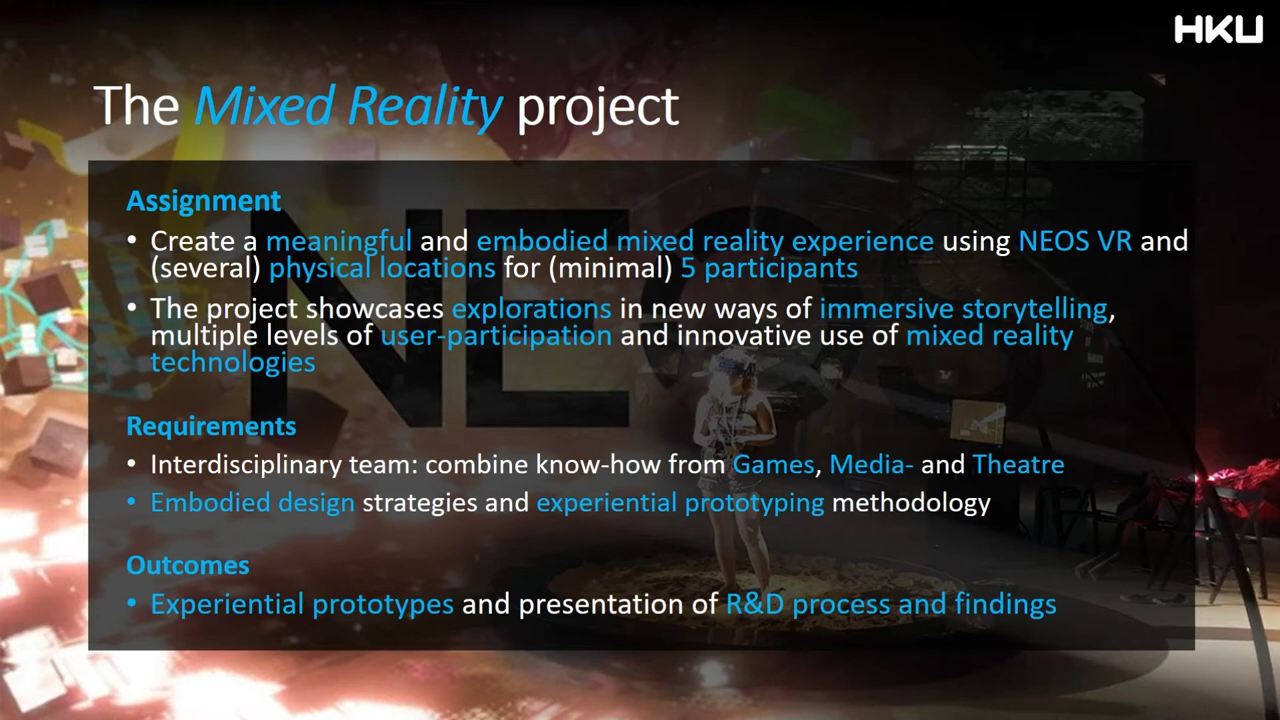 HKU
The Mixed Reality project
Assignment
• Create a meaningful and embodied mixed reality experience using NEOS VR and
(several) physical locations for (minimal) 5 participants
• The project showcases explorations in new ways of immersive storytelling,
multiple levels of user-participation and innovative use of mixed reality
technologies
Requirements
• Interdisciplinary team: combine know-how from Games, Media- and Theatre
• Embodied design strategies and experiential prototyping methodology
Outcomes
• Experiential prototypes and presentation of R&D process and findings
NEOS